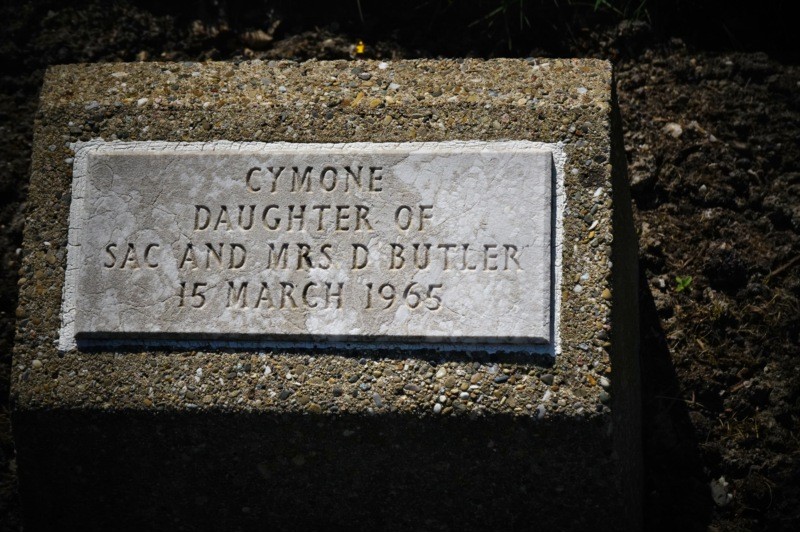 CYMONE
DAUGHTER OF
SAC AND MRS D BUTLER
15 MARCH 1965